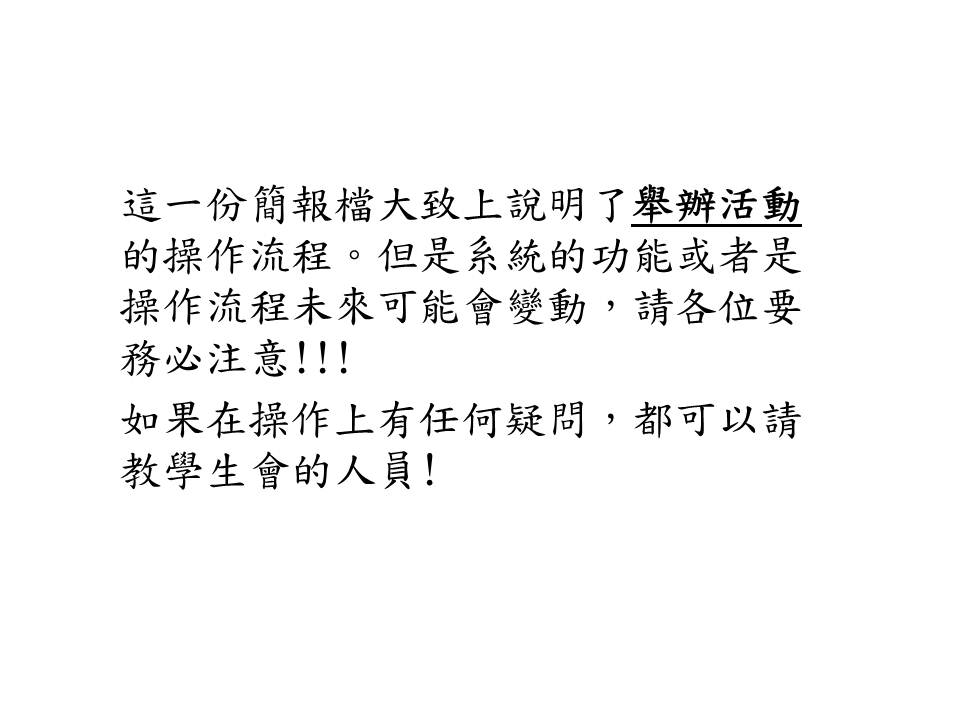 這一份簡報檔大致上說明了舉辦活動
的操作流程。但是系統的功能或者是
操作流程未來可能會變動，請各位要
務必注意!!!
如果在操作上有任何疑問，都可以請
教學生會的人員!